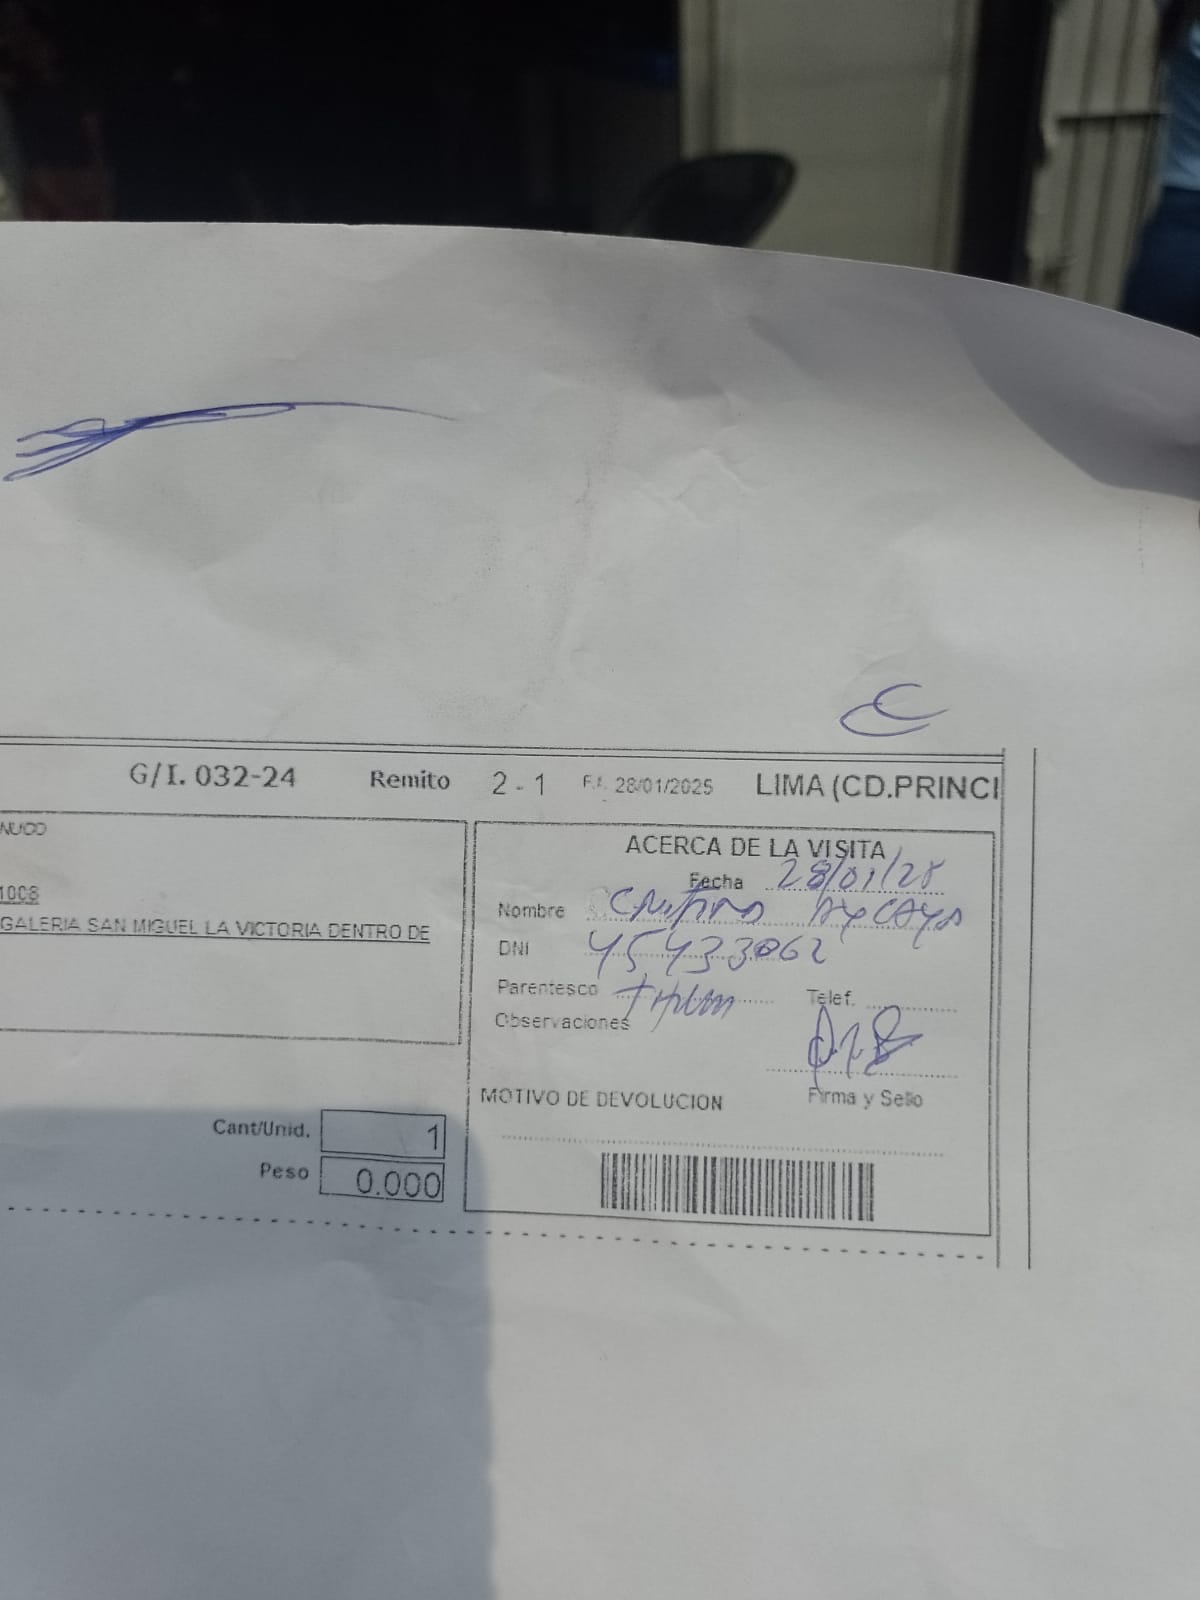 G/I. 032-24 Remito 2 - 1 F.I. 28/01/2025 LIMA (CD.PRINCI
1008
GALERIA SAN MIGUEL LA VICTORIA DENTRO DE
Cant/Unid. 1
Peso 0.000
ACERCA DE LA VISITA
Fecha 28/01/25
Nombre
DNI 45433062
Parentesco
Telef.
Observaciones
Firma y Sello
MOTIVO DE DEVOLUCION